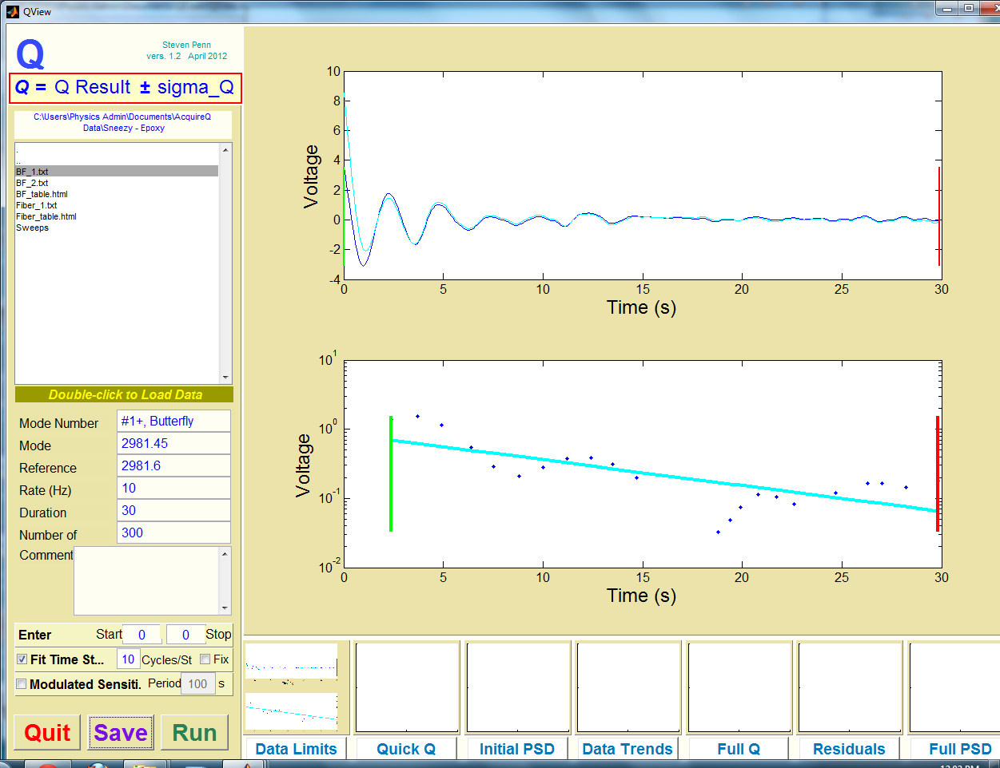 QView
Q
Steven Penn
vers. 1.2 April 2012
Q = Q Result ± sigma_Q
C:\Users\Physics Admin\Documents\AcquireQ
Data\Sneezy - Epoxy
.
..
BF_1.txt
BF_2.txt
BF_table.html
Fiber_1.txt
Fiber_table.html
Sweeps
Double-click to Load Data
Mode Number #1+, Butterfly
Mode 2981.45
Reference 2981.6
Rate (Hz) 10
Duration 30
Number of 300
Comment
Enter Start 0 0 Stop
Fit Time St... 10 Cycles/St Fix
Modulated Sensiti. Period 100 s
Quit Save Run
10
8
6
4
2
0
-2
-4
Voltage
0 5 10 15 20 25 30
Time (s)
10^1
10^0
10^-1
10^-2
Voltage
0 5 10 15 20 25 30
Time (s)
Data Limits Quick Q Initial PSD Data Trends Full Q Residuals Full PSD